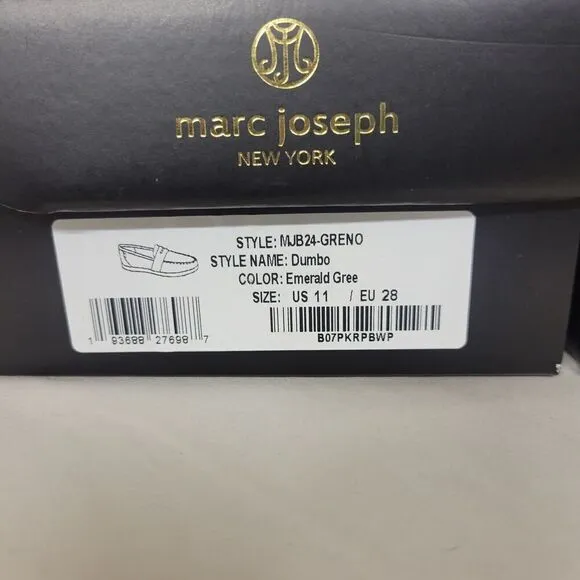 marc joseph
NEW YORK
STYLE: MJB24-GRENO
STYLE NAME: Dumbo
COLOR: Emerald Gree
SIZE: US 11 / EU 28
1 93688 27698 7
B07PKRPBWP